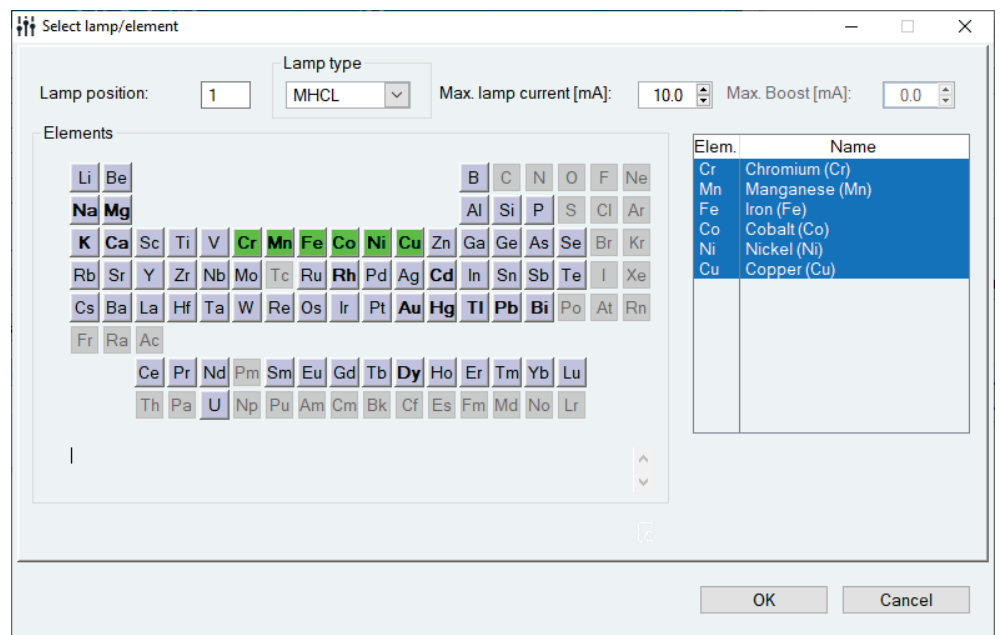 Select lamp/element
Lamp type
Lamp position: 1 MHCL Max. lamp current [mA]: 10.0 Max. Boost [mA]: 0.0
Elements
Elem. Name
Cr Chromium (Cr)
Mn Manganese (Mn)
Fe Iron (Fe)
Co Cobalt (Co)
Ni Nickel (Ni)
Cu Copper (Cu)
Li Be B C N O F Ne
Na Mg Al Si P S Cl Ar
K Ca Sc Ti V Cr Mn Fe Co Ni Cu Zn Ga Ge As Se Br Kr
Rb Sr Y Zr Nb Mo Tc Ru Rh Pd Ag Cd In Sn Sb Te I Xe
Cs Ba La Hf Ta W Re Os Ir Pt Au Hg Tl Pb Bi Po At Rn
Fr Ra Ac
Ce Pr Nd Pm Sm Eu Gd Tb Dy Ho Er Tm Yb Lu
Th Pa U Np Pu Am Cm Bk Cf Es Fm Md No Lr
OK Cancel